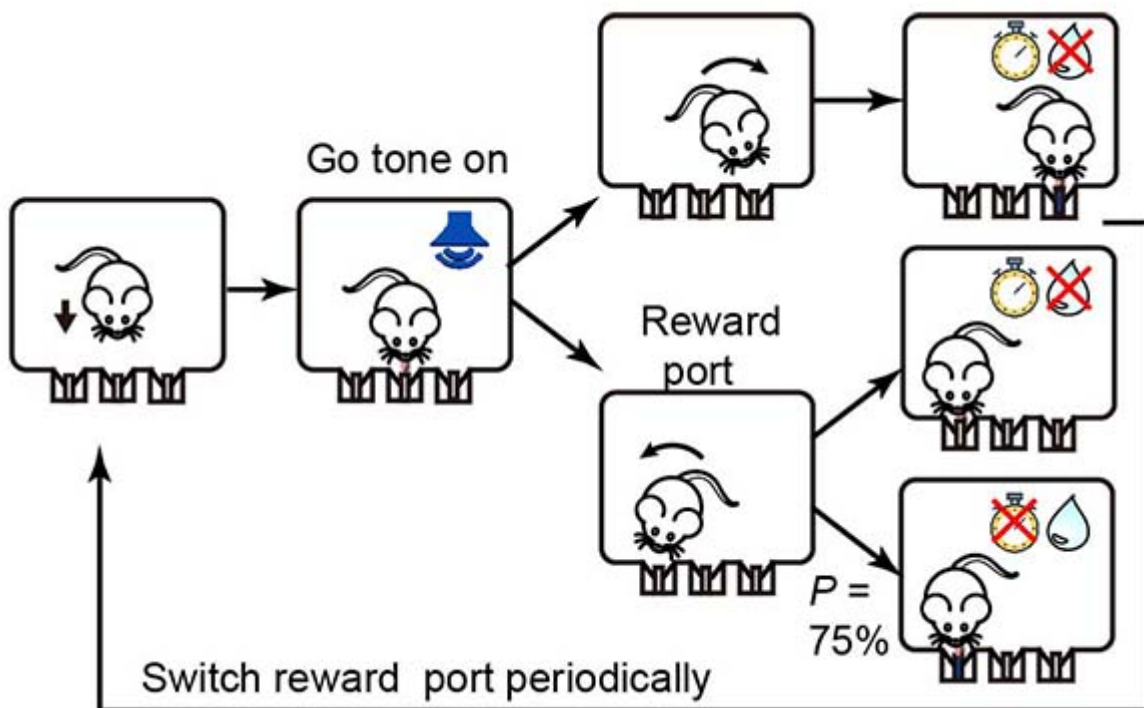 Go tone on
Reward
port
P =
75%
Switch reward port periodically